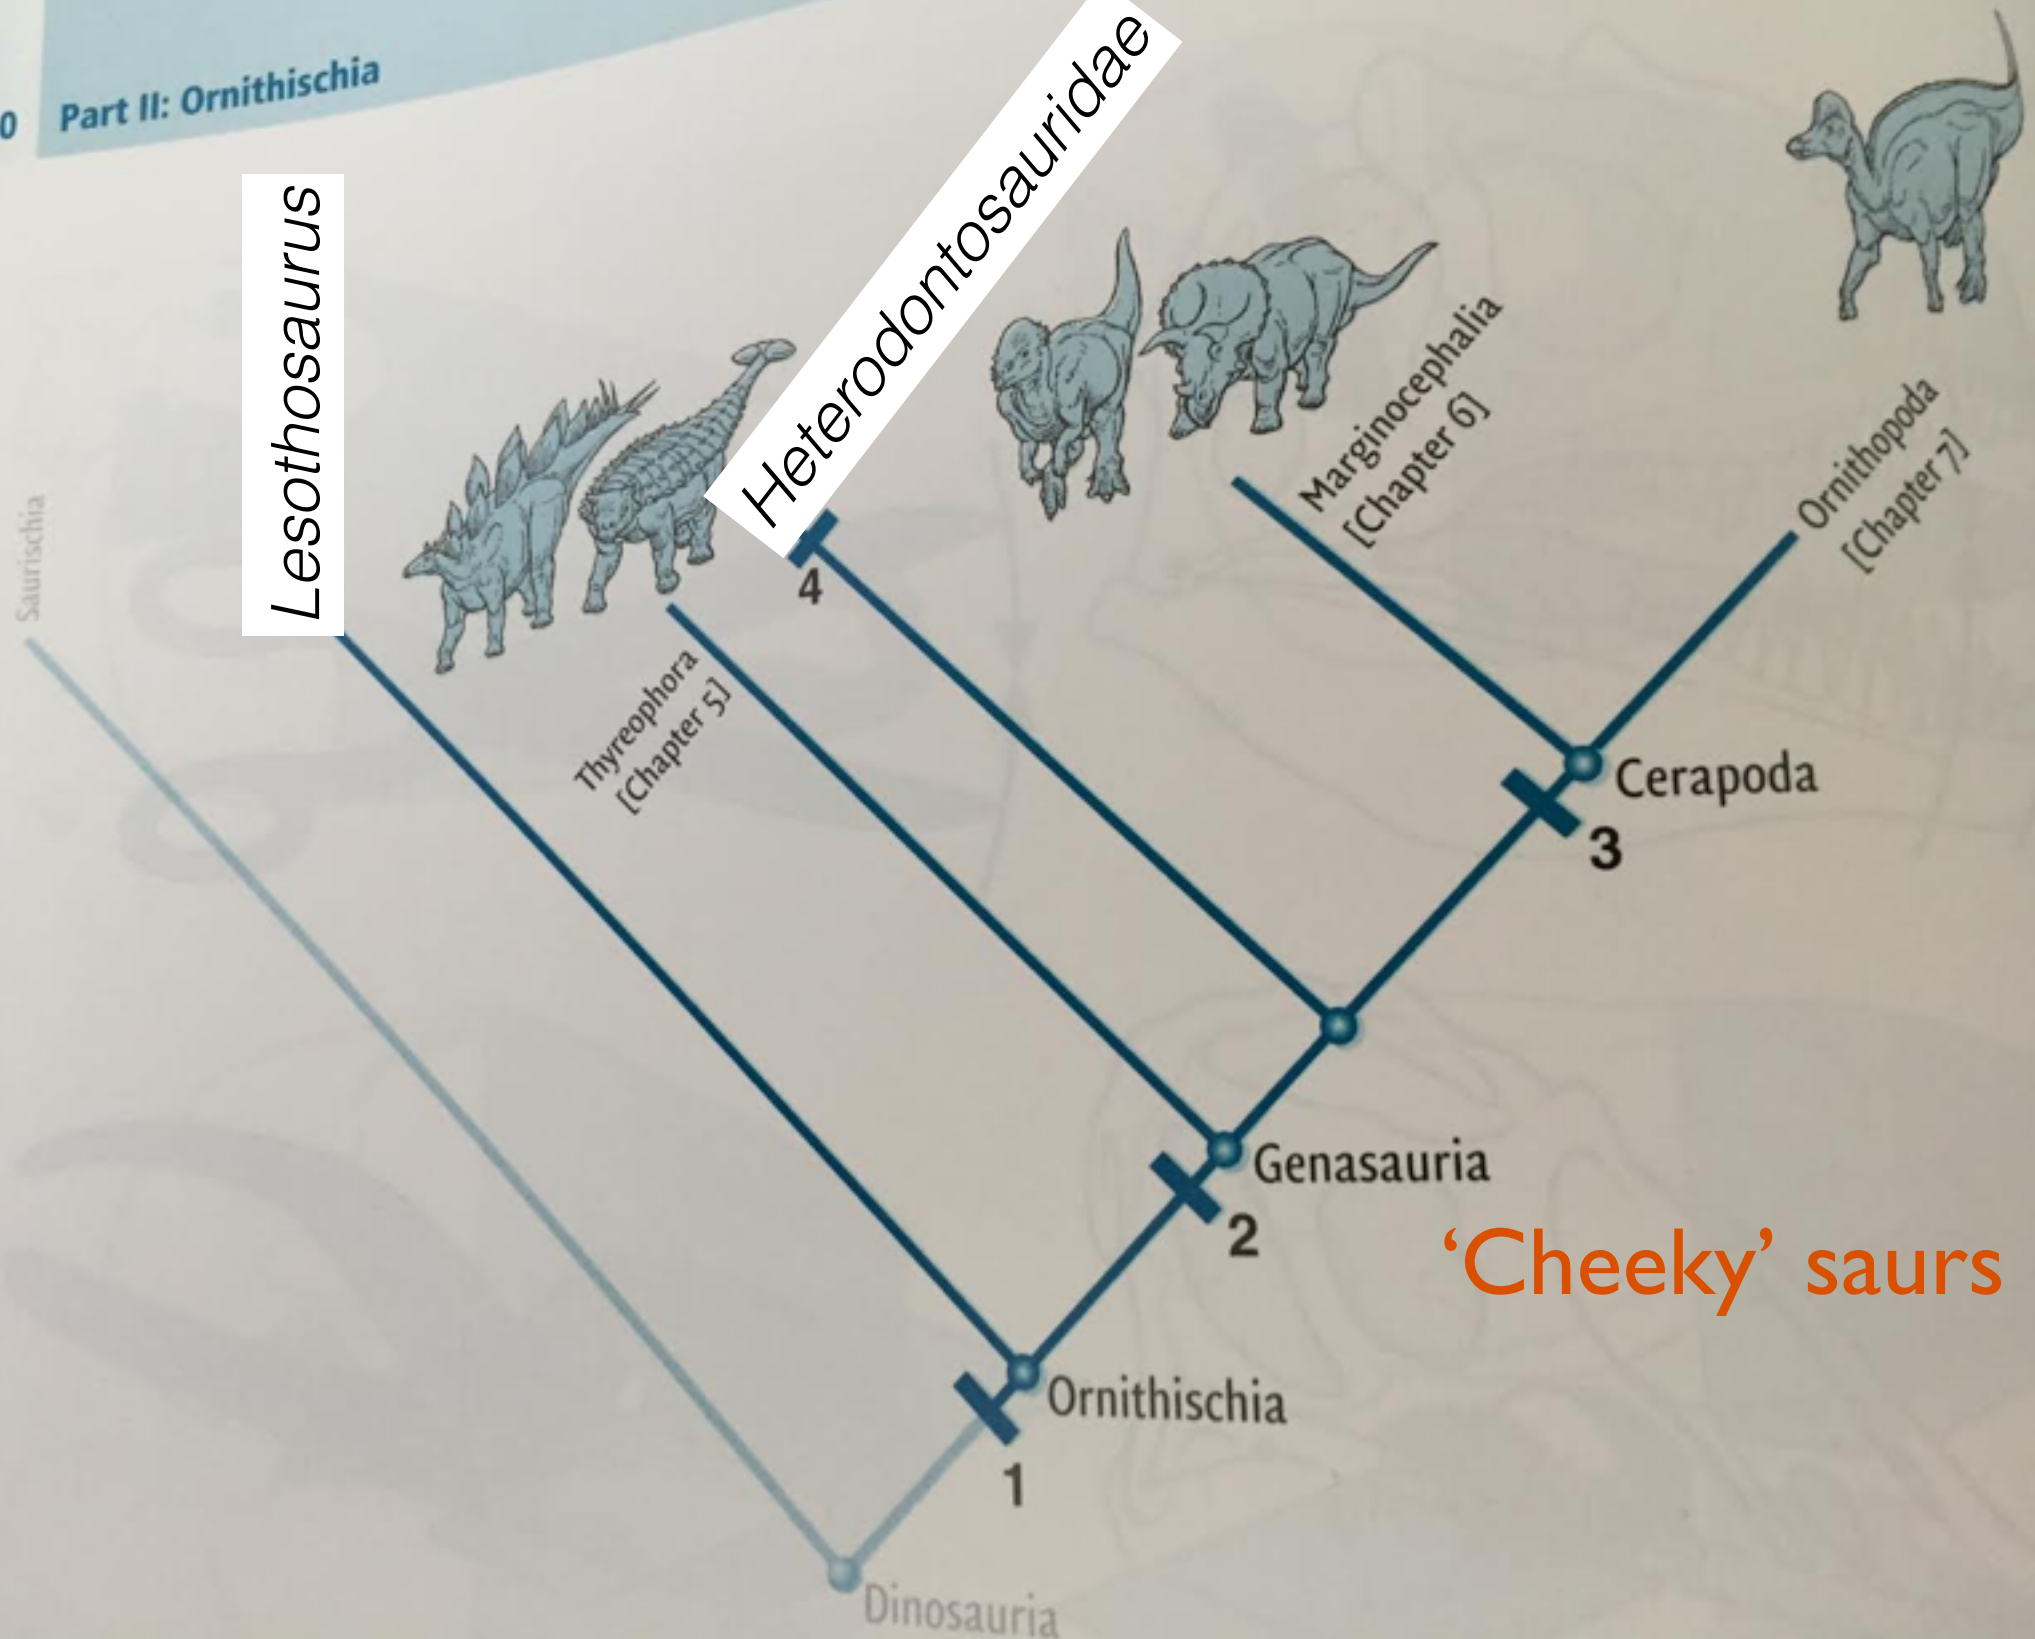 0 Part II: Ornithischia
Heterodontosauridae
Lesothosaurus
Marginocephalia
[Chapter 6]
Ornithopoda
[Chapter 7]
Saurischia
4
Thyreophora
[Chapter 5]
Cerapoda
3
Genasauria
2
‘Cheeky’ saurs
Ornithischia
1
Dinosauria